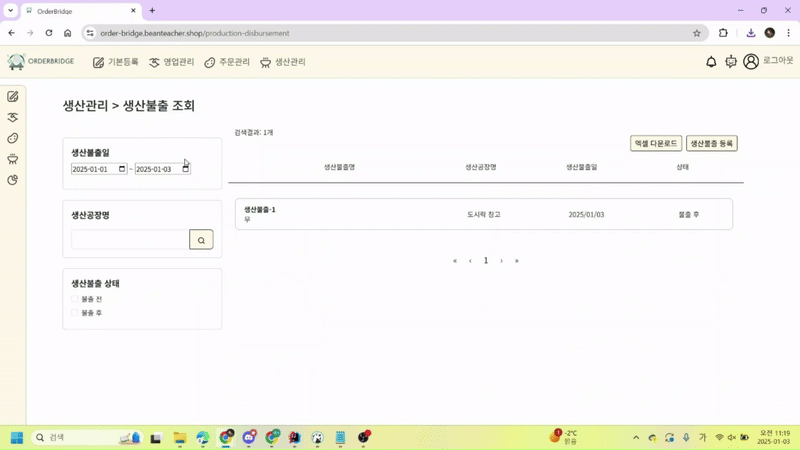 OrderBridge
order-bridge.beanteacher.shop/production-disbursement
ORDERBRIDGE
기본등록
영업관리
주문관리
생산관리
로그아웃
생산관리 > 생산불출 조회
생산불출일
2025-01-01 ~ 2025-01-03
생산공장명
생산불출 상태
불출 전
불출 후
검색결과: 1개
엑셀 다운로드
생산불출 등록
생산불출명 생산공장명 생산불출일 상태
생산불출-1
무
도시락 창고 2025/01/03 불출 후
« ‹ 1 › »
검색
-2°C
맑음
가
오전 11:19
2025-01-03